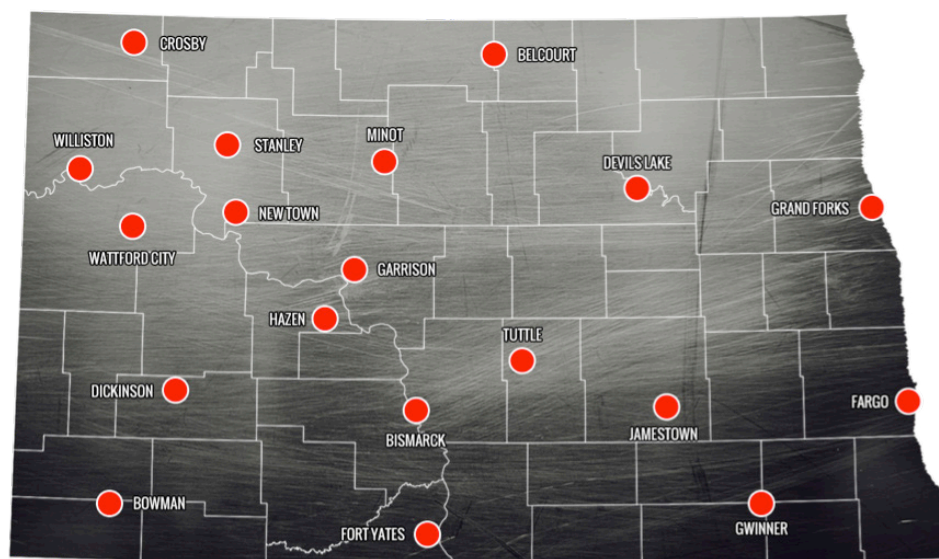 CROSBY
BELCOURT
WILLISTON
STANLEY
MINOT
DEVILS LAKE
NEW TOWN
GRAND FORKS
WATTFORD CITY
GARRISON
HAZEN
TUTTLE
DICKINSON
FARGO
BISMARCK
JAMESTOWN
BOWMAN
FORT YATES
GWINNER